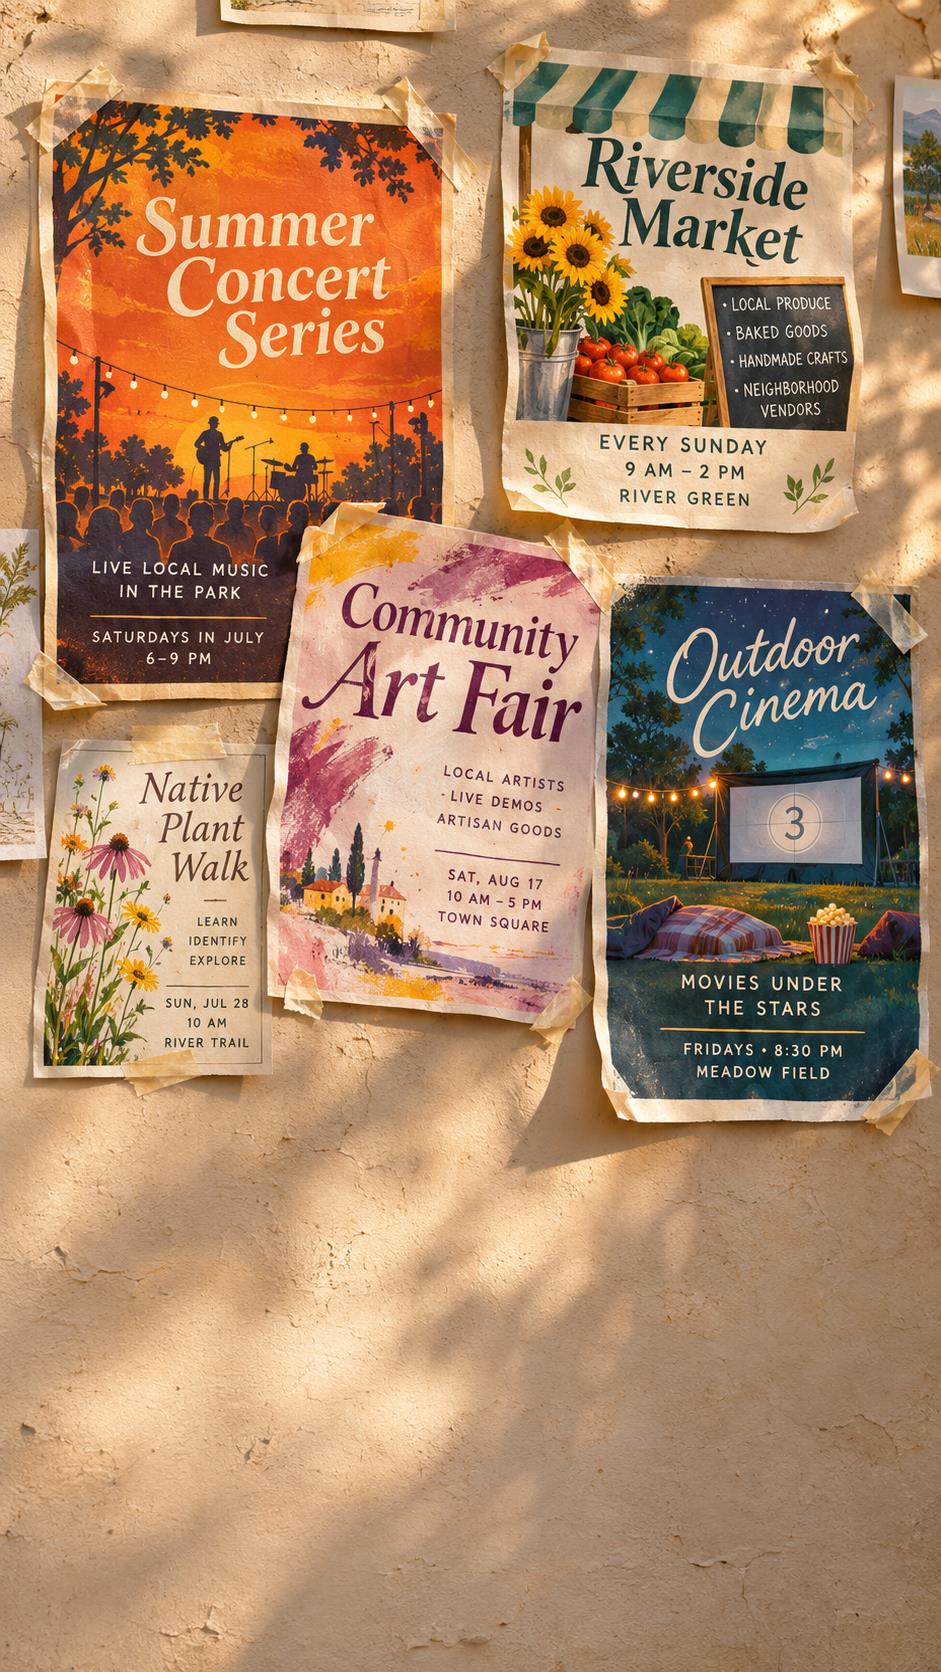 Summer
Concert
Series
LIVE LOCAL MUSIC
IN THE PARK
SATURDAYS IN JULY
6–9 PM
Riverside
Market
• LOCAL PRODUCE
• BAKED GOODS
• HANDMADE CRAFTS
• NEIGHBORHOOD
VENDORS
EVERY SUNDAY
9 AM – 2 PM
RIVER GREEN
Community
Art Fair
LOCAL ARTISTS
- LIVE DEMOS -
ARTISAN GOODS
SAT, AUG 17
10 AM – 5 PM
TOWN SQUARE
Outdoor
Cinema
3
MOVIES UNDER
THE STARS
FRIDAYS • 8:30 PM
MEADOW FIELD
Native
Plant
Walk
LEARN
IDENTIFY
EXPLORE
SUN, JUL 28
10 AM
RIVER TRAIL